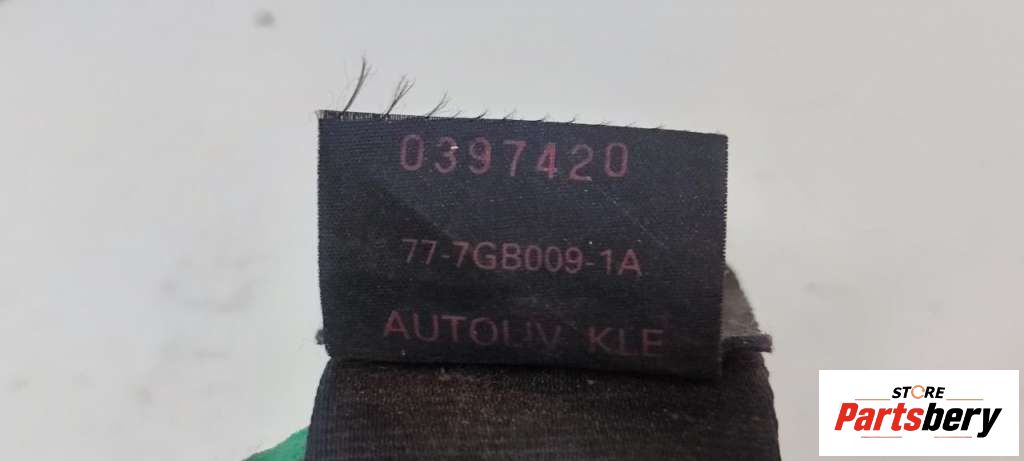 0397420
77-7GB009-1A
AUTOLIV KLE
STORE
Partsbery